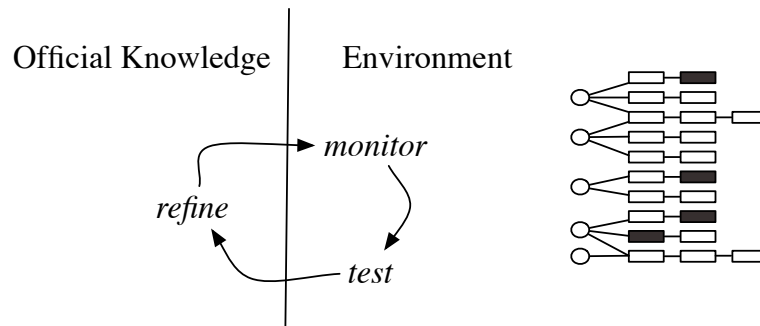 Official Knowledge
Environment
monitor
refine
test